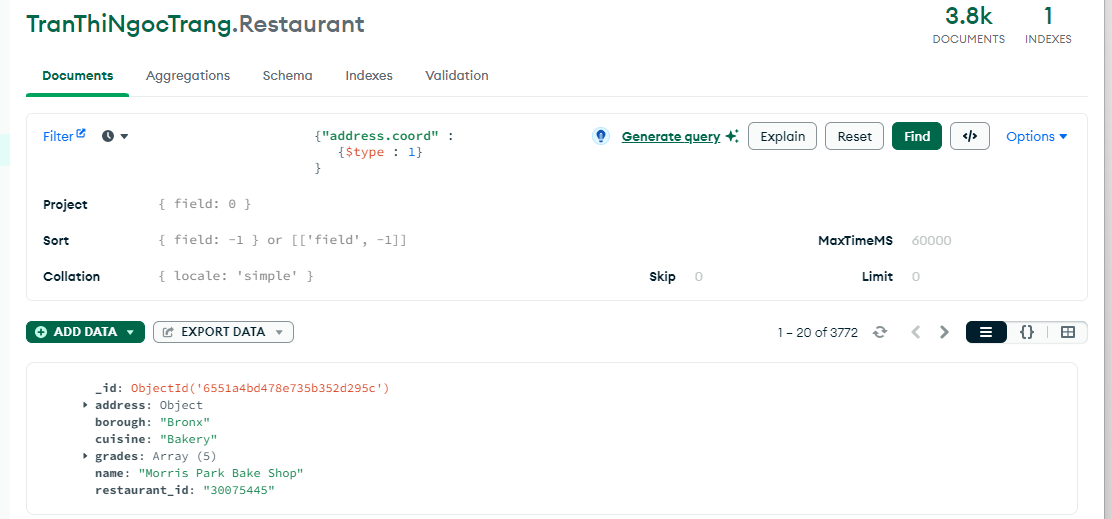 TranThiNgocTrang.Restaurant
3.8k
DOCUMENTS
1
INDEXES
Documents Aggregations Schema Indexes Validation
Filter
{"address.coord" :
{$type : 1}
}
Generate query Explain Reset Find </> Options
Project { field: 0 }
Sort { field: -1 } or [['field', -1]] MaxTimeMS 60000
Collation { locale: 'simple' } Skip 0 Limit 0
ADD DATA EXPORT DATA 1 – 20 of 3772 {}
_id: ObjectId('6551a4bd478e735b352d295c')
address: Object
borough: "Bronx"
cuisine: "Bakery"
grades: Array (5)
name: "Morris Park Bake Shop"
restaurant_id: "30075445"